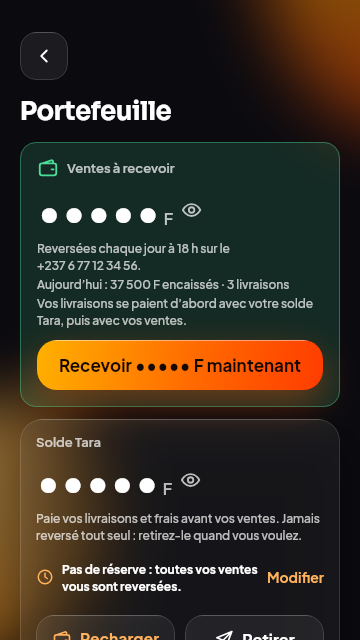 Portefeuille
Ventes à recevoir
●●●●● F
Reversées chaque jour à 18 h sur le
+237 6 77 12 34 56.
Aujourd'hui : 37 500 F encaissés · 3 livraisons
Vos livraisons se paient d'abord avec votre solde
Tara, puis avec vos ventes.
Recevoir ●●●●● F maintenant
Solde Tara
●●●●● F
Paie vos livraisons et frais avant vos ventes. Jamais
reversé tout seul : retirez-le quand vous voulez.
Pas de réserve : toutes vos ventes
vous sont reversées.
Modifier
Recharger
Retirer